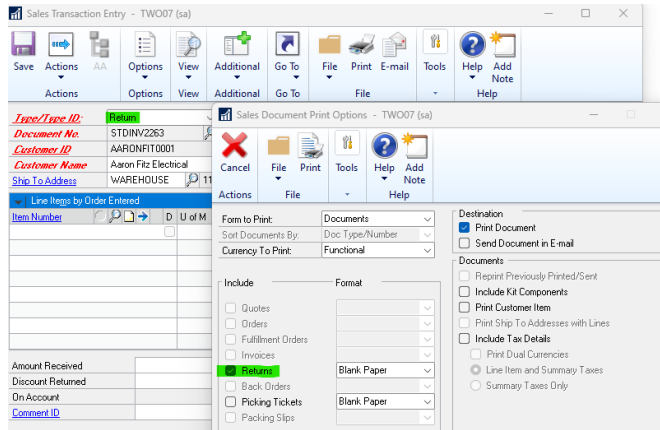 Sales Transaction Entry - TWO07 (sa)
Save Actions AA Options View Additional Go To File Print E-mail Tools Help Add Note
Actions Options View Additional Go To File Help
Type/Type ID: Return
Document No. STDINV2263
Customer ID AARONFIT0001
Customer Name Aaron Fitz Electrical
Ship To Address WAREHOUSE 11
Line Items by Order Entered
Item Number D U of M
Amount Received
Discount Returned
On Account
Comment ID
Sales Document Print Options - TWO07 (sa)
Cancel File Print Tools Help Add Note
Actions File Help
Form to Print: Documents
Sort Documents By: Doc Type/Number
Currency To Print: Functional
Include Format
Quotes
Orders
Fulfillment Orders
Invoices
Returns Blank Paper
Back Orders
Picking Tickets Blank Paper
Packing Slips
Destination
Print Document
Send Document in E-mail
Documents
Reprint Previously Printed/Sent
Include Kit Components
Print Customer Item
Print Ship To Addresses with Lines
Include Tax Details
Print Dual Currencies
Line Item and Summary Taxes
Summary Taxes Only